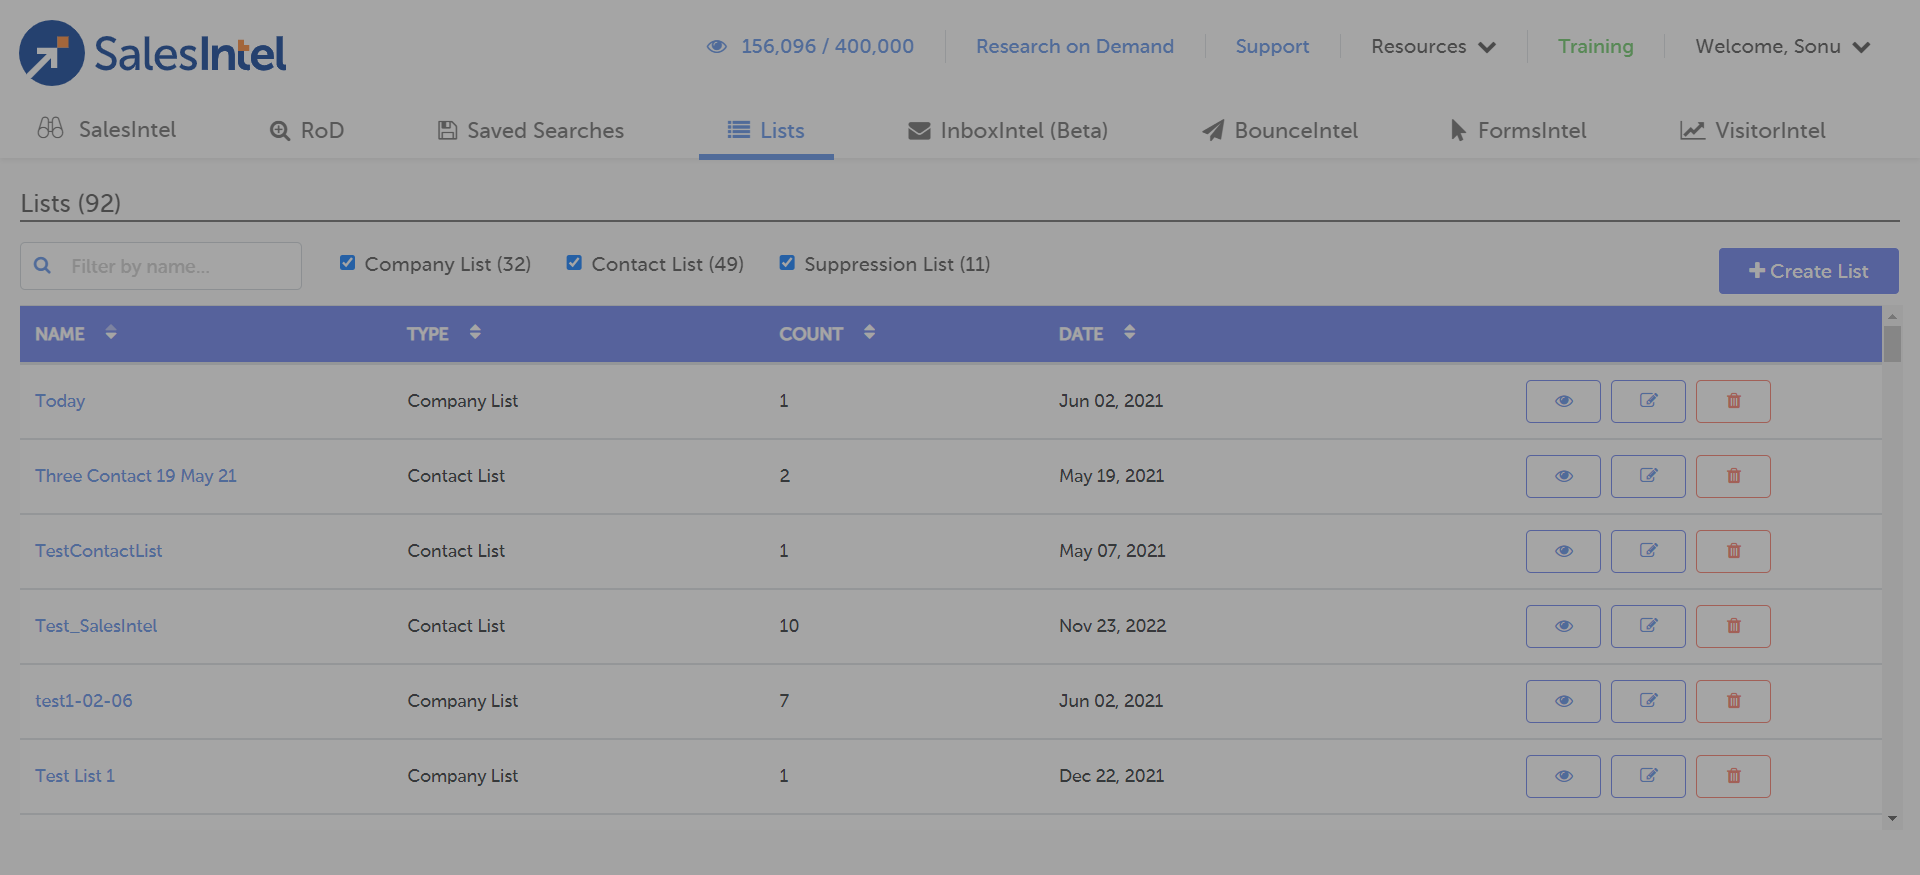 SalesIntel
156,096 / 400,000 Research on Demand Support Resources Training Welcome, Sonu
SalesIntel RoD Saved Searches Lists InboxIntel (Beta) BounceIntel FormsIntel VisitorIntel
Lists (92)
Filter by name... Company List (32) Contact List (49) Suppression List (11) Create List
NAME TYPE COUNT DATE
Today Company List 1 Jun 02, 2021
Three Contact 19 May 21 Contact List 2 May 19, 2021
TestContactList Contact List 1 May 07, 2021
Test_SalesIntel Contact List 10 Nov 23, 2022
test1-02-06 Company List 7 Jun 02, 2021
Test List 1 Company List 1 Dec 22, 2021